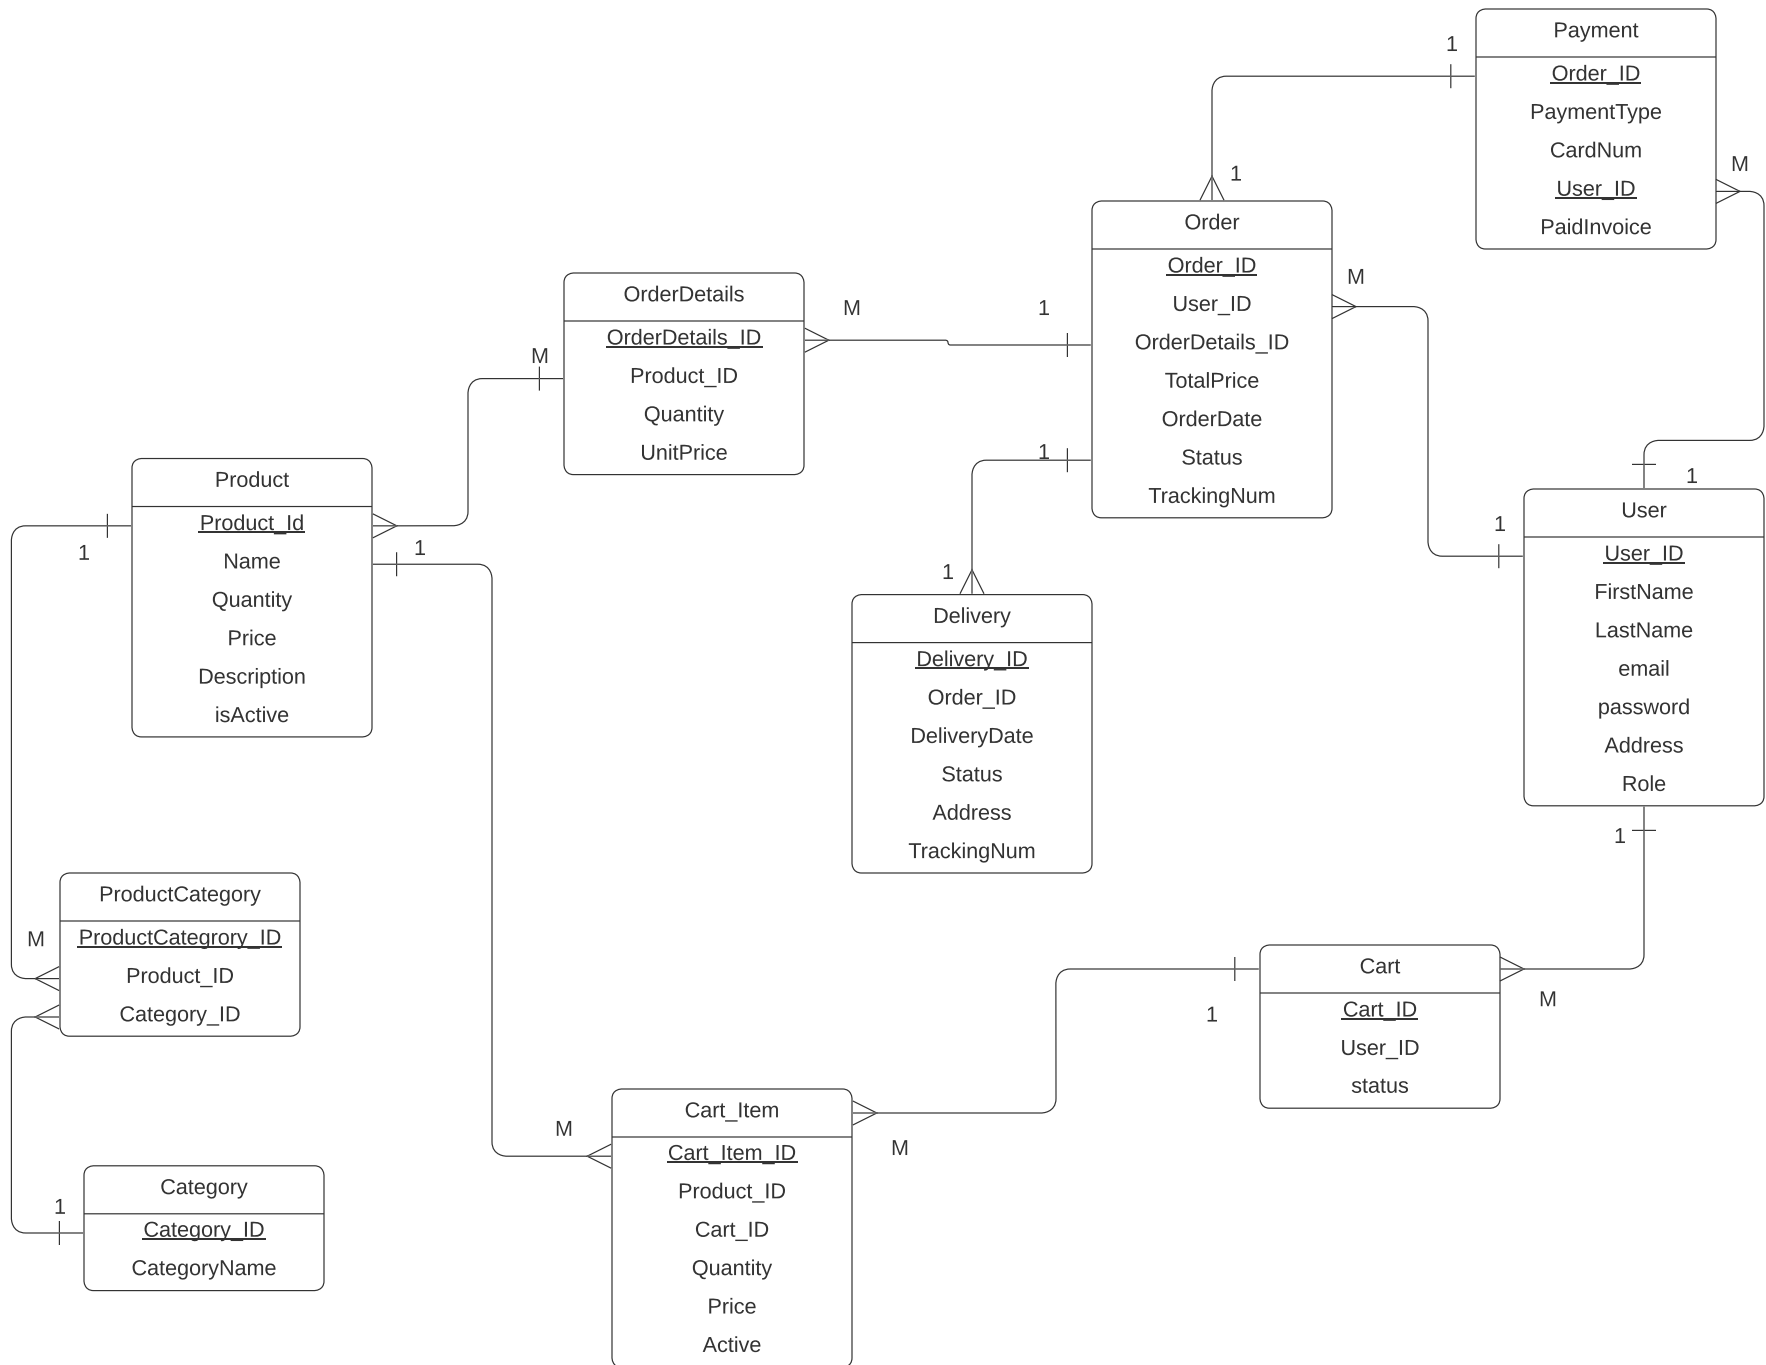 Payment
Order_ID
PaymentType
CardNum
User_ID
PaidInvoice
1
M
1
Order
Order_ID
User_ID
OrderDetails_ID
TotalPrice
OrderDate
Status
TrackingNum
M
1
1
OrderDetails
OrderDetails_ID
Product_ID
Quantity
UnitPrice
M
M
Product
Product_Id
Name
Quantity
Price
Description
isActive
1
1
Delivery
Delivery_ID
Order_ID
DeliveryDate
Status
Address
TrackingNum
1
User
User_ID
FirstName
LastName
email
password
Address
Role
1
1
1
ProductCategory
ProductCategrory_ID
Product_ID
Category_ID
M
Cart
Cart_ID
User_ID
status
1
M
Cart_Item
Cart_Item_ID
Product_ID
Cart_ID
Quantity
Price
Active
M
M
Category
Category_ID
CategoryName
1